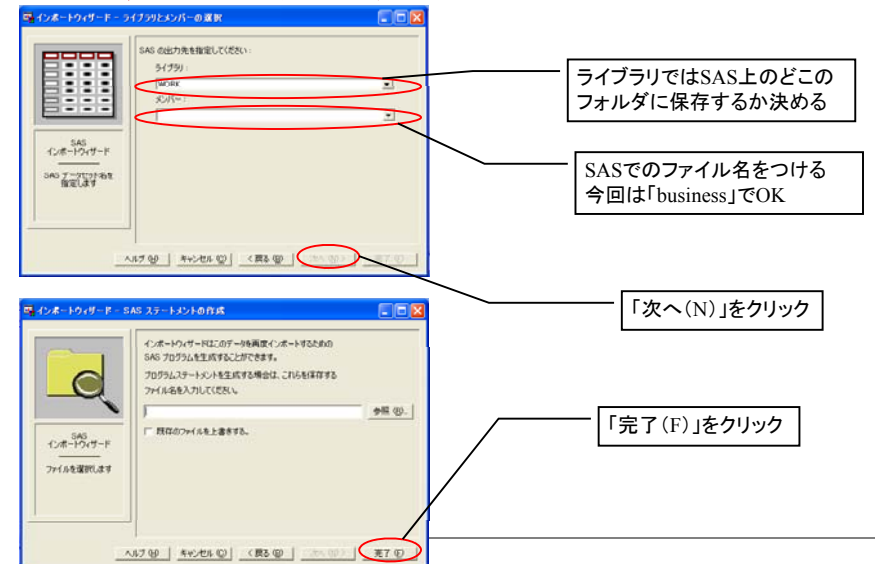 インポートウィザード - ライブラリとメンバーの選択
SAS の出力先を指定してください:
ライブラリ:
WORK
メンバー:
SAS
インポートウィザード
SAS データセット名を
指定します
ヘルプ(H)
キャンセル(C)
< 戻る(B)
次へ(N) >
完了(F)
ライブラリではSAS上のどこの
フォルダに保存するか決める
SASでのファイル名をつける
今回は「business」でOK
「次へ(N)」をクリック
インポートウィザード - SAS ステートメントの作成
インポートウィザードはこのデータを再度インポートするための
SAS プログラムを生成することができます。
プログラムステートメントを生成する場合は、これらを保存する
ファイル名を入力してください。
参照(R)..
既存のファイルを上書きする。
SAS
インポートウィザード
ファイルを選択します
ヘルプ(H)
キャンセル(C)
< 戻る(B)
次へ(N) >
完了(F)
「完了(F)」をクリック